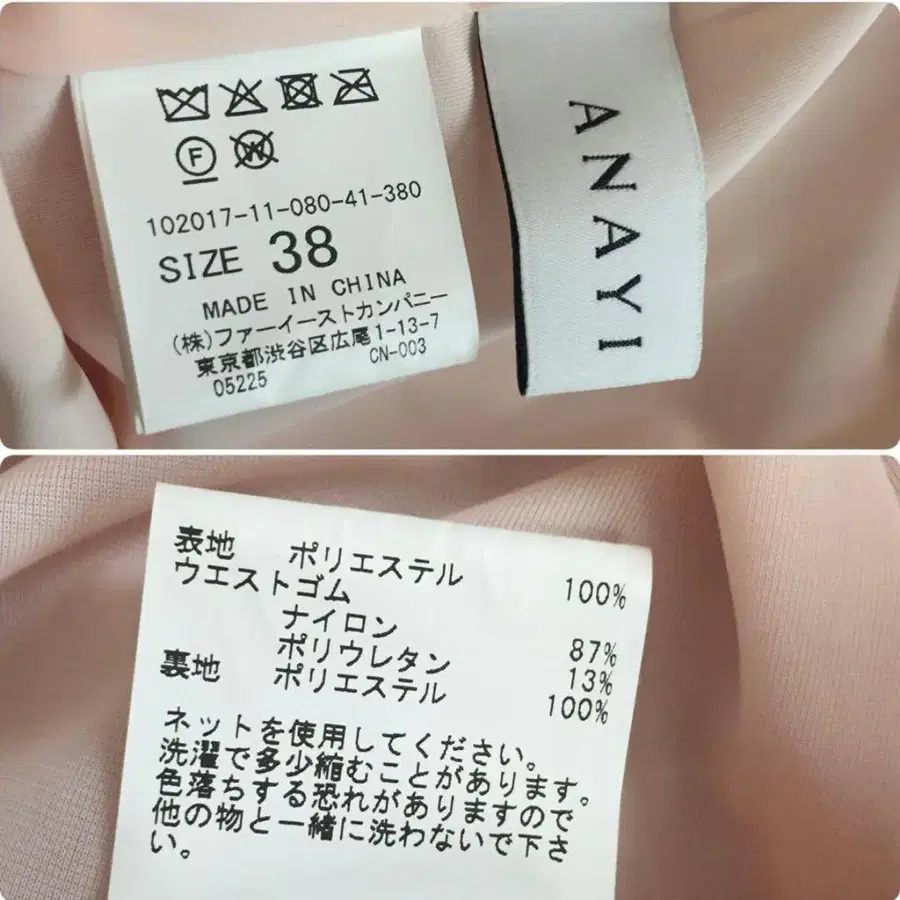 F
W
102017-11-080-41-380
SIZE 38
MADE IN CHINA
(株)ファーイーストカンパニー
東京都渋谷区広尾1-13-7
05225 CN-003
ANAYI
表地 ポリエステル 100%
ウエストゴム
ナイロン 87%
ポリウレタン 13%
裏地 ポリエステル 100%
ネットを使用してください。
洗濯で多少縮むことがあります。
色落ちする恐れがありますので
他の物と一緒に洗わないで下さ
い。